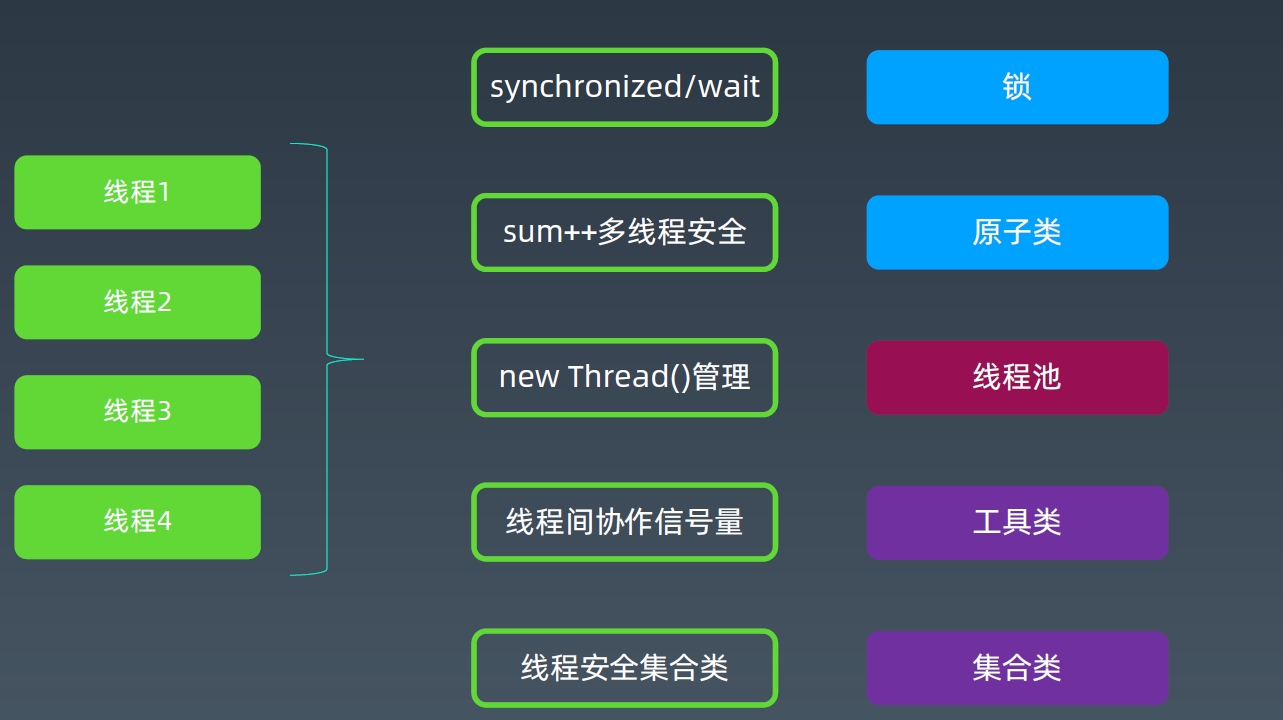 线程1
线程2
线程3
线程4
synchronized/wait
锁
sum++多线程安全
原子类
new Thread()管理
线程池
线程间协作信号量
工具类
线程安全集合类
集合类